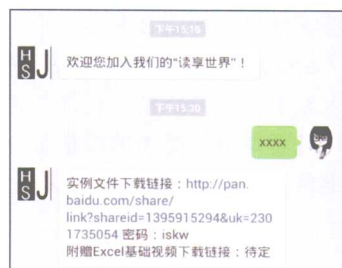 下午15:16
HSJ
欢迎您加入我们的“读享世界”！
下午15:30
xxxx
HSJ
实例文件下载链接：http://pan.
baidu.com/share/
link?shareid=1395915294&uk=230
1735054 密码：iskw
附赠Excel基础视频下载链接：待定